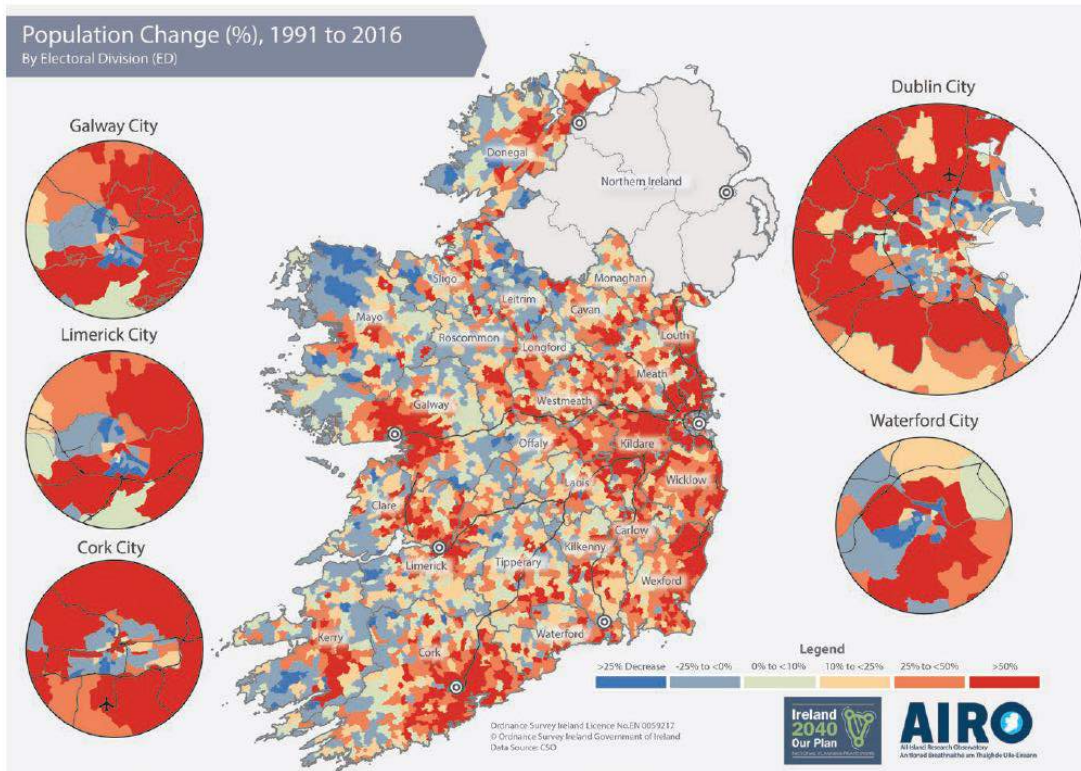 Population Change (%), 1991 to 2016
By Electoral Division (ED)
Galway City
Limerick City
Cork City
Dublin City
Waterford City
Donegal
Northern Ireland
Sligo
Leitrim
Monaghan
Cavan
Mayo
Roscommon
Longford
Louth
Meath
Westmeath
Galway
Offaly
Kildare
Laois
Wicklow
Clare
Carlow
Kilkenny
Limerick
Tipperary
Wexford
Waterford
Kerry
Cork
Legend
>25% Decrease
-25% to <0%
0% to <10%
10% to <25%
25% to <50%
>50%
Ordnance Survey Ireland Licence No.EN 0059212
© Ordnance Survey Ireland Government of Ireland
Data Source: CSO
Ireland
2040
Our Plan
AIRO
All-Island Research Observatory